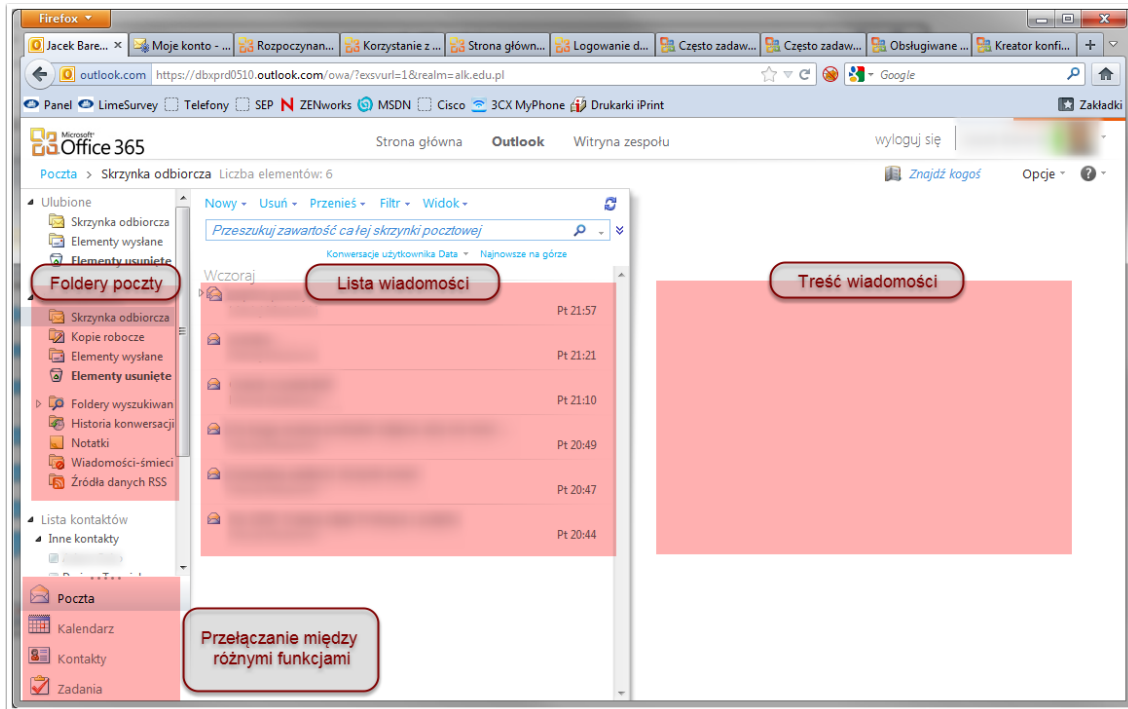 Firefox
Jacek Bare... Moje konto - ... Rozpoczynan... Korzystanie z ... Strona główn... Logowanie d... Często zadaw... Często zadaw... Obsługiwane ... Kreator konfi...
outlook.com https://dbxprd0510.outlook.com/owa/?exsvurl=1&realm=alk.edu.pl Google
Panel LimeSurvey Telefony SEP ZENworks MSDN Cisco 3CX MyPhone Drukarki iPrint Zakładki
Microsoft
Office 365 Strona główna Outlook Witryna zespołu wyloguj się
Poczta > Skrzynka odbiorcza Liczba elementów: 6 Znajdź kogoś Opcje
Ulubione
Skrzynka odbiorcza
Elementy wysłane
Elementy usunięte
Foldery poczty
Skrzynka odbiorcza
Kopie robocze
Elementy wysłane
Elementy usunięte
Foldery wyszukiwan
Historia konwersacji
Notatki
Wiadomości-śmieci
Źródła danych RSS
Lista kontaktów
Inne kontakty
Poczta
Kalendarz
Kontakty
Zadania
Przełączanie między
różnymi funkcjami
Nowy Usuń Przenieś Filtr Widok
Przeszukuj zawartość całej skrzynki pocztowej
Konwersacje użytkownika Data Najnowsze na górze
Wczoraj
Lista wiadomości
Pt 21:57
Pt 21:21
Pt 21:10
Pt 20:49
Pt 20:47
Pt 20:44
Treść wiadomości